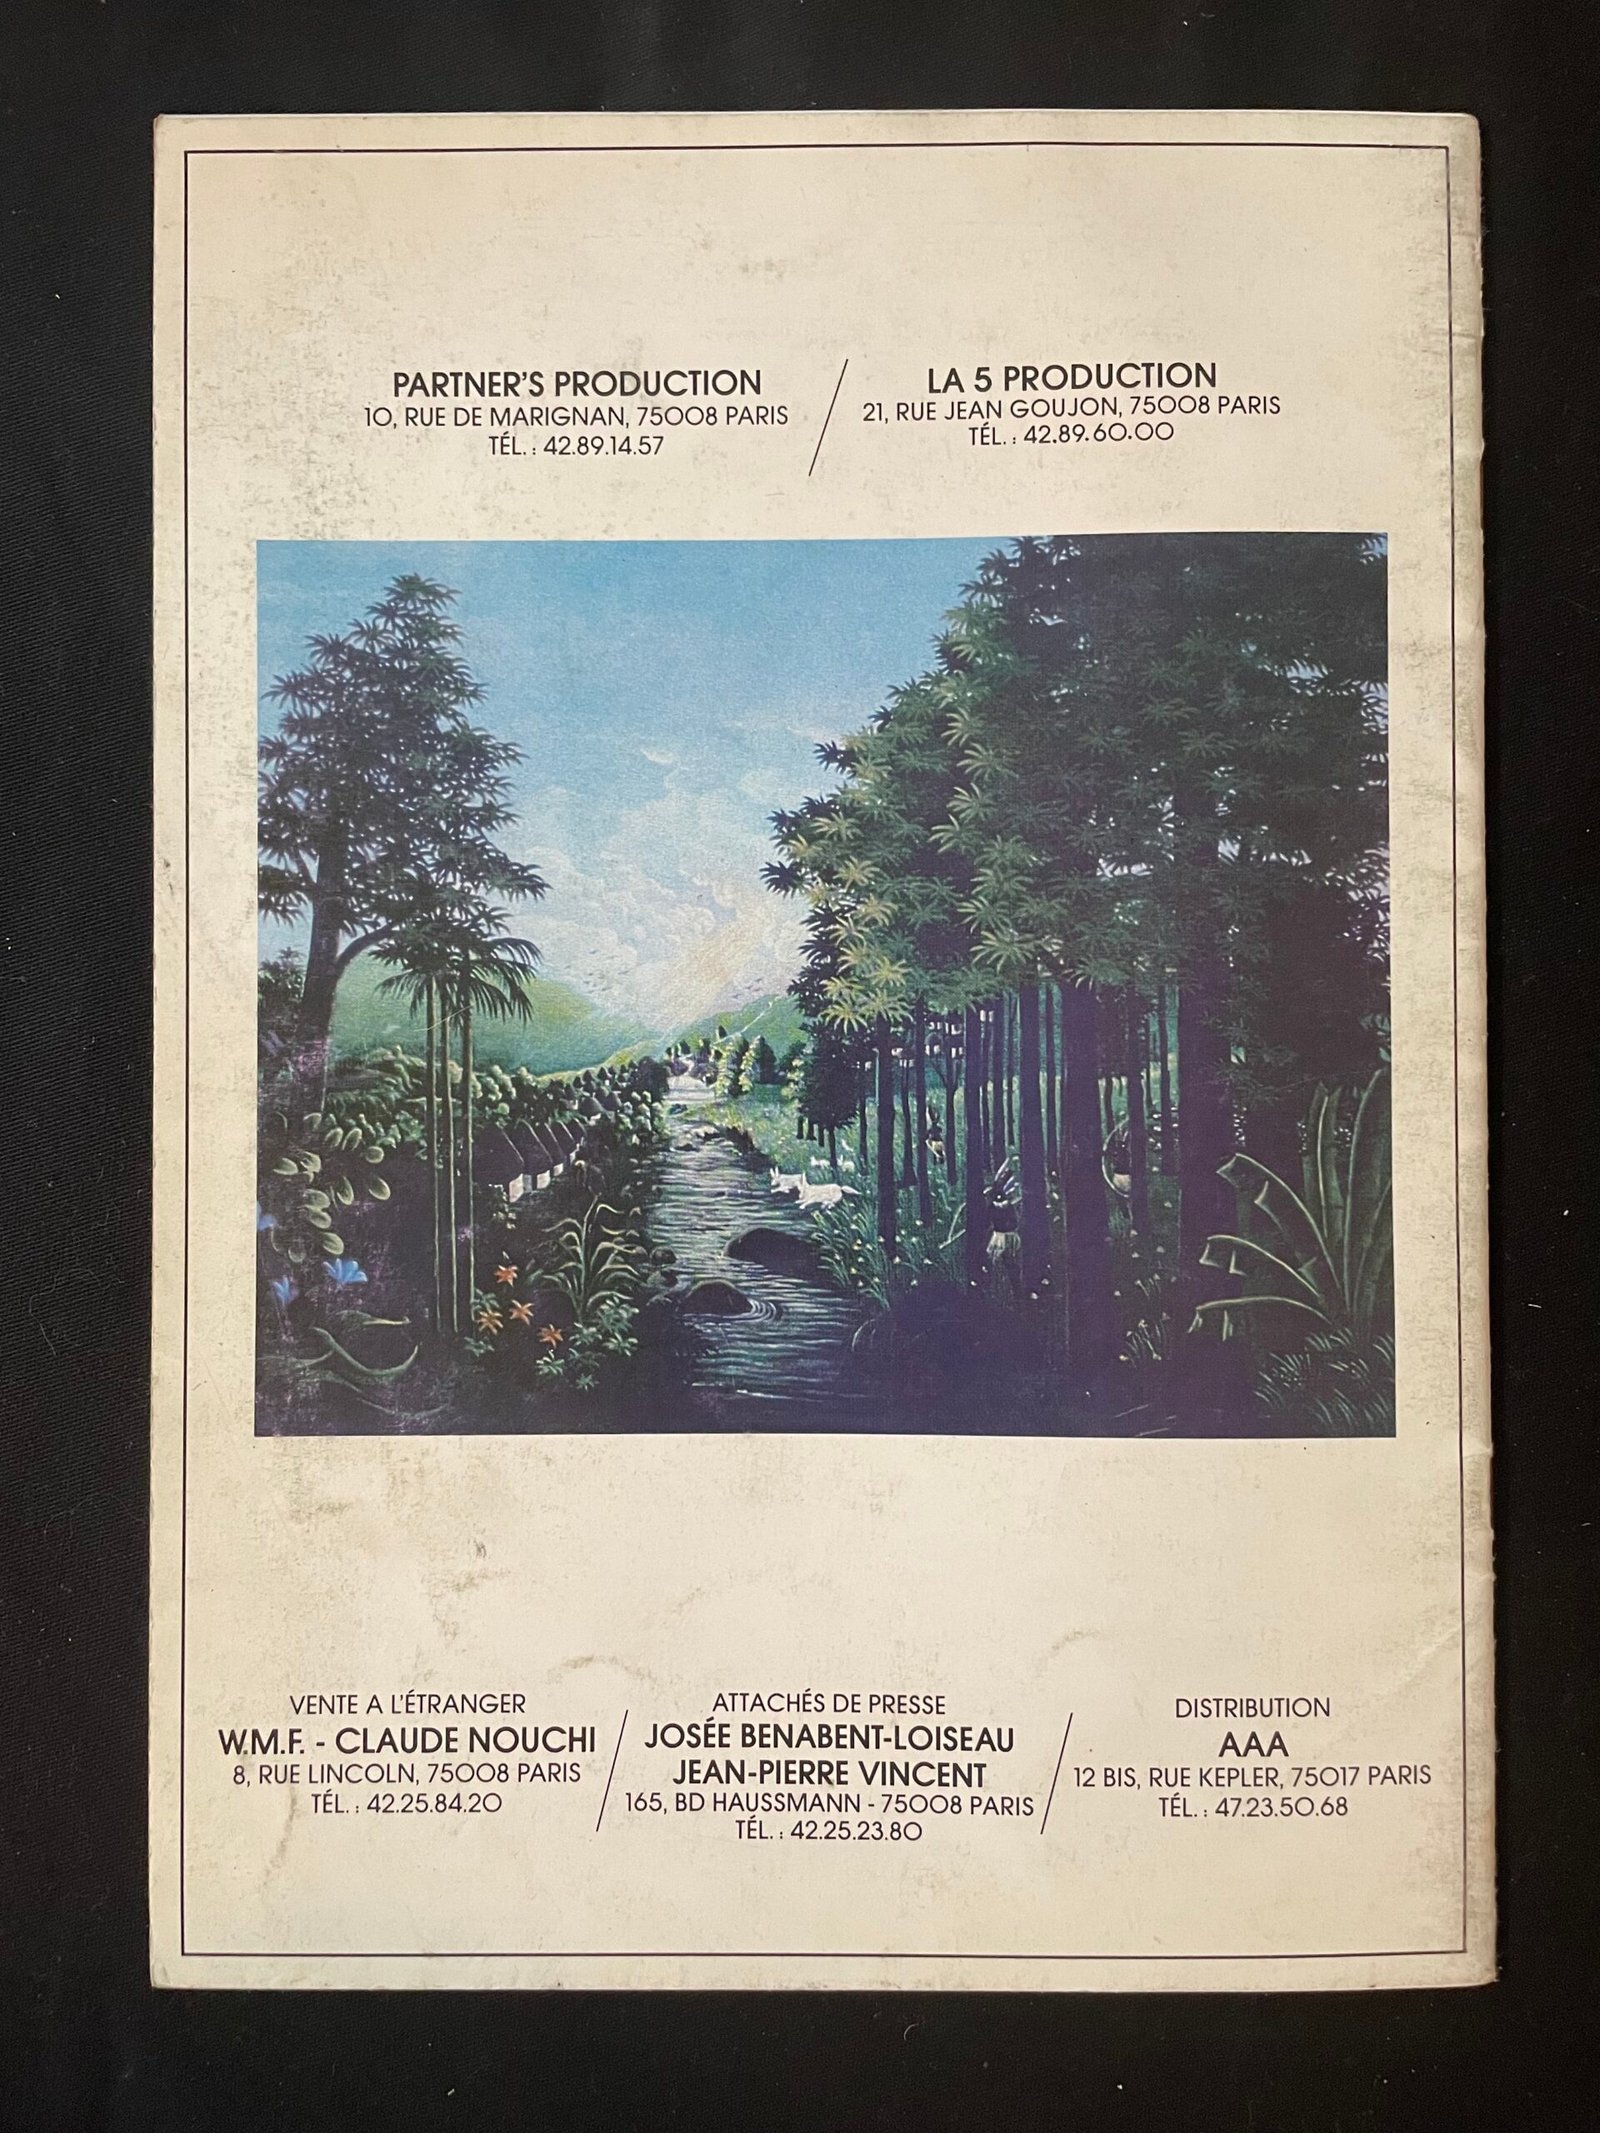 PARTNER'S PRODUCTION
10, RUE DE MARIGNAN, 75008 PARIS
TÉL. : 42.89.14.57
LA 5 PRODUCTION
21, RUE JEAN GOUJON, 75008 PARIS
TÉL. : 42.89.60.00
VENTE A L'ÉTRANGER
W.M.F. - CLAUDE NOUCHI
8, RUE LINCOLN, 75008 PARIS
TÉL. : 42.25.84.20
ATTACHÉS DE PRESSE
JOSÉE BENABENT-LOISEAU
JEAN-PIERRE VINCENT
165, BD HAUSSMANN - 75008 PARIS
TÉL. : 42.25.23.80
DISTRIBUTION
AAA
12 BIS, RUE KEPLER, 75017 PARIS
TÉL. : 47.23.50.68